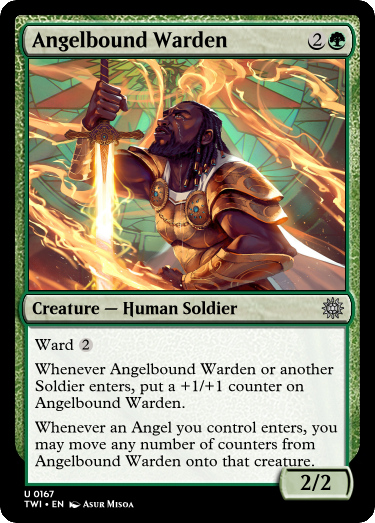 Angelbound Warden 2
Creature — Human Soldier
Ward 2
Whenever Angelbound Warden or another
Soldier enters, put a +1/+1 counter on
Angelbound Warden.
Whenever an Angel you control enters, you
may move any number of counters from
Angelbound Warden onto that creature.
2/2
U 0167
TWI • EN Asur Misoa